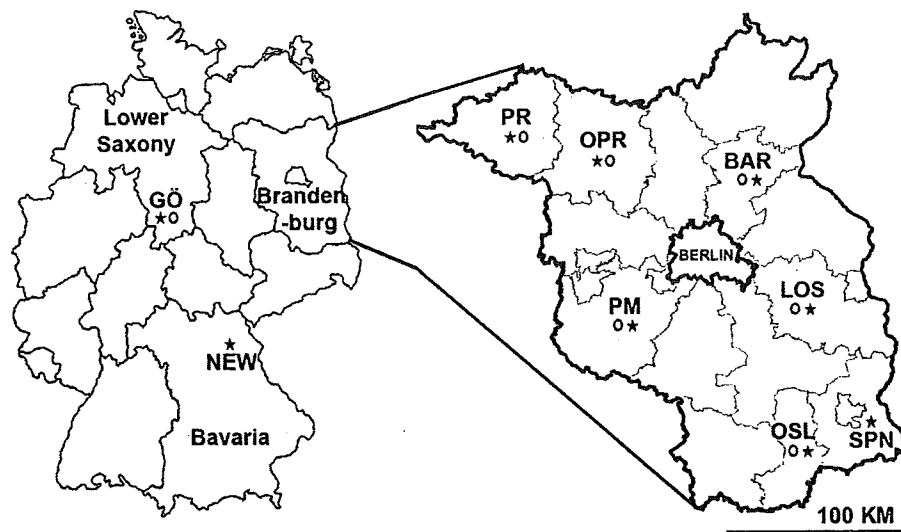 Lower
Saxony
GÖ
★o
Branden
-burg
★
NEW
Bavaria
PR
★o
OPR
★o
BAR
o★
BERLIN
LOS
o★
PM
o★
OSL
o★
★
SPN
100 KM